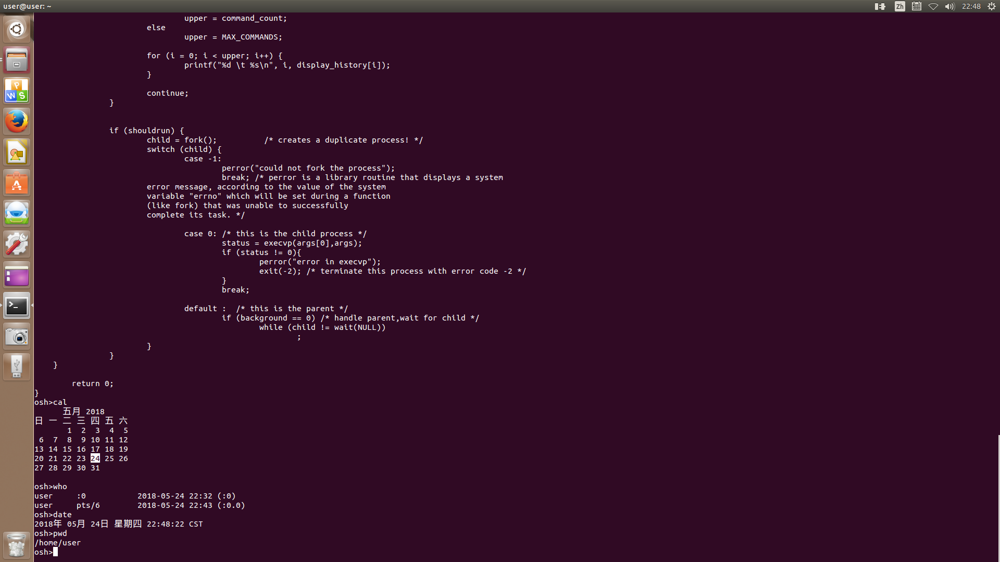 user@user: ~
Zh
22:48
upper = command_count;
else
upper = MAX_COMMANDS;
for (i = 0; i < upper; i++) {
printf("%d \t %s\n", i, display_history[i]);
}
continue;
}
if (shouldrun) {
child = fork();          /* creates a duplicate process! */
switch (child) {
case -1:
perror("could not fork the process");
break; /* perror is a library routine that displays a system
error message, according to the value of the system
variable "errno" which will be set during a function
(like fork) that was unable to successfully
complete its task. */
case 0: /* this is the child process */
status = execvp(args[0],args);
if (status != 0){
perror("error in execvp");
exit(-2); /* terminate this process with error code -2 */
}
break;
default :  /* this is the parent */
if (background == 0) /* handle parent,wait for child */
while (child != wait(NULL))
;
}
}
}
return 0;
}
osh>cal
五月 2018
日 一 二 三 四 五 六
1  2  3  4  5
6  7  8  9 10 11 12
13 14 15 16 17 18 19
20 21 22 23 24 25 26
27 28 29 30 31
osh>who
user     :0           2018-05-24 22:32 (:0)
user     pts/6        2018-05-24 22:43 (:0.0)
osh>date
2018年 05月 24日 星期四 22:48:22 CST
osh>pwd
/home/user
osh>